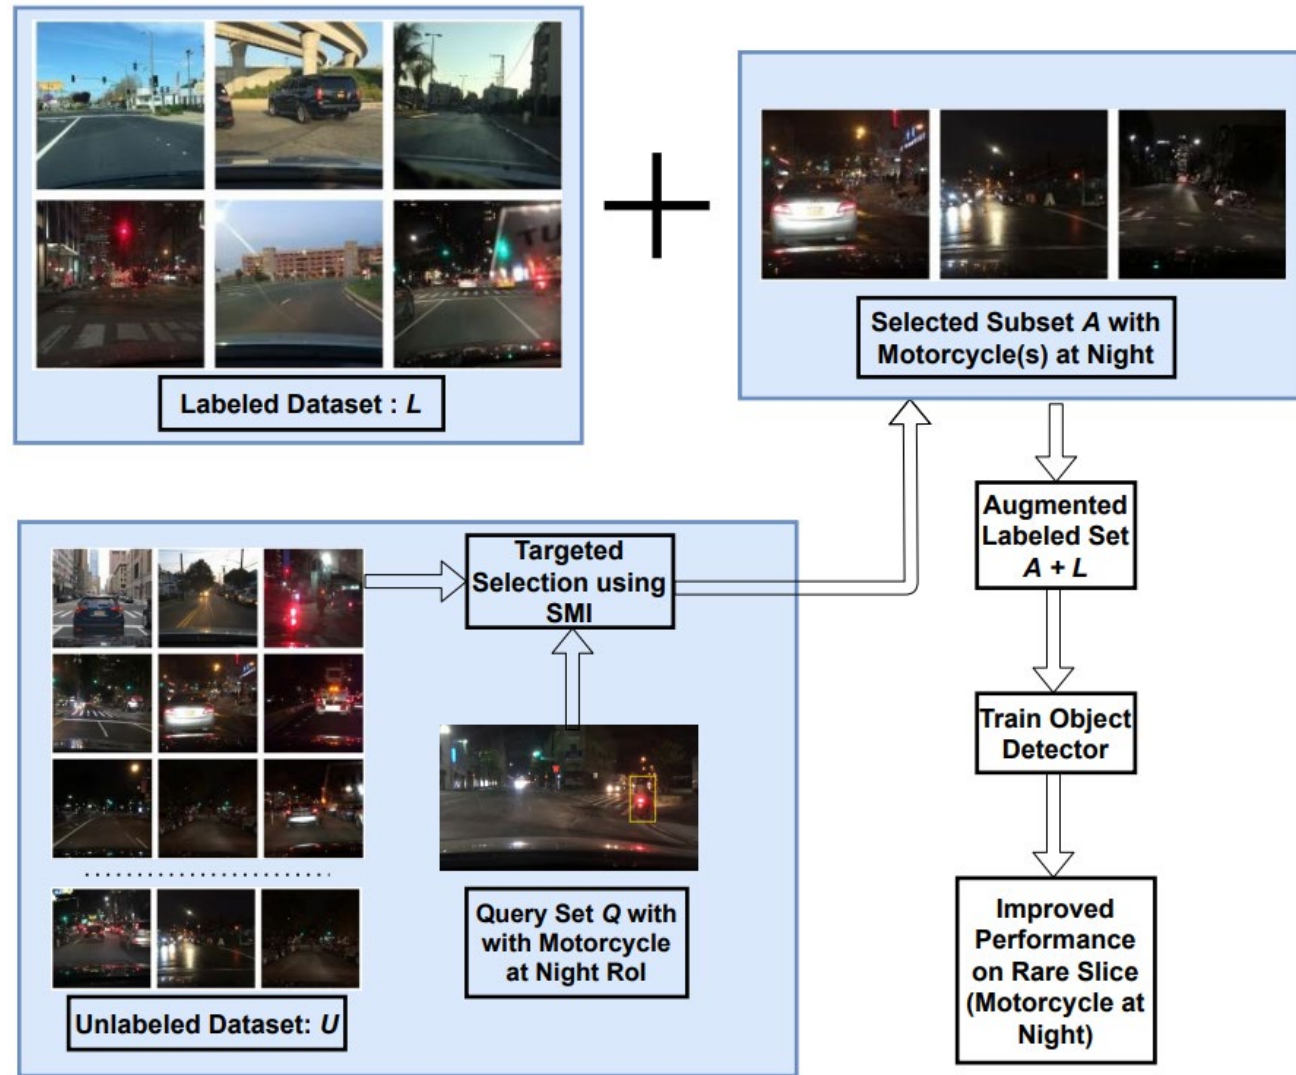 Labeled Dataset : L
Selected Subset A with
Motorcycle(s) at Night
Targeted
Selection using
SMI
Query Set Q with
with Motorcycle
at Night RoI
Unlabeled Dataset: U
Augmented
Labeled Set
A + L
Train Object
Detector
Improved
Performance
on Rare Slice
(Motorcycle at
Night)